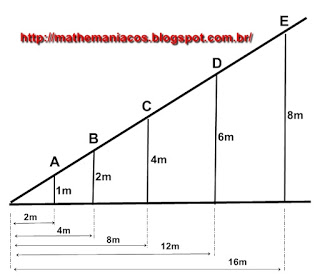 E
http://mathemaniacos.blogspot.com.br/
D
C
B
A
8m
6m
4m
2m
1m
2m
4m
8m
12m
16m